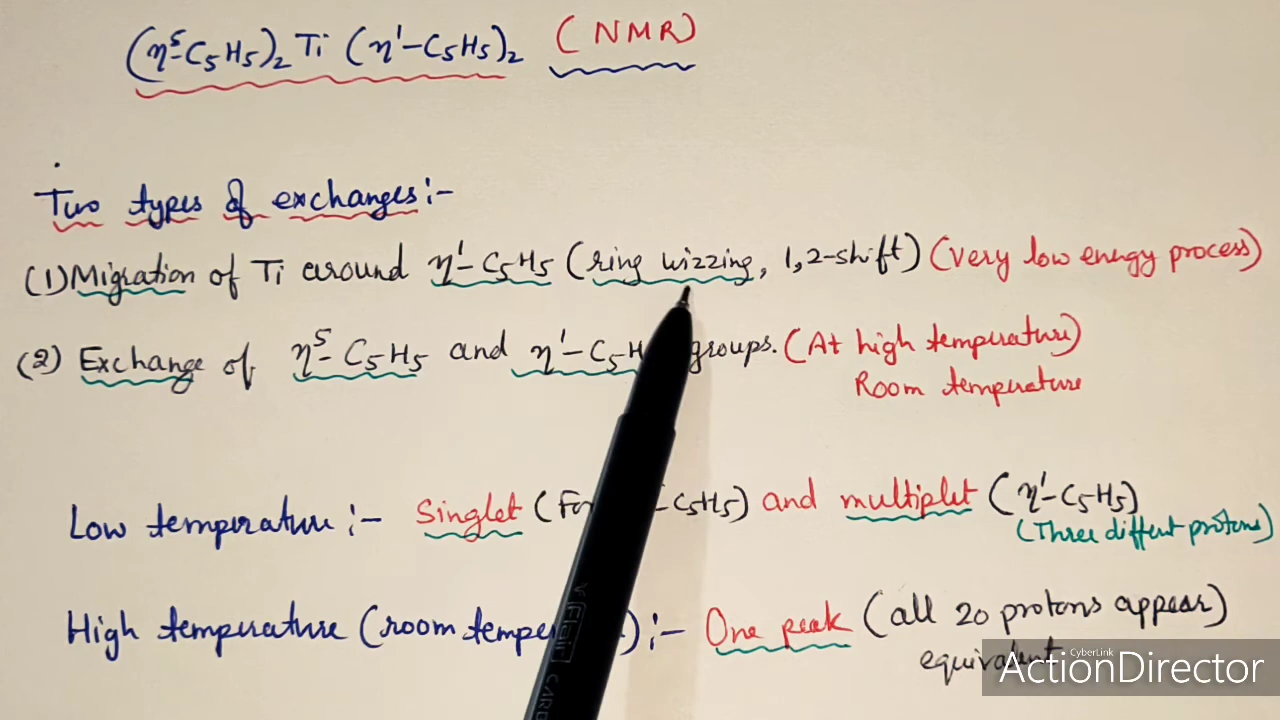 (η⁵-C₅H₅)₂ Ti (η¹-C₅H₅)₂ (NMR)
Two types of exchanges:-
(1) Migration of Ti around η¹-C₅H₅ (ring wizzing, 1,2-shift) (very low energy process)
(2) Exchange of η⁵-C₅H₅ and η¹-C₅H groups. (At high temperature)
Room temperature
Low temperature:- Singlet (For C₅H₅) and multiplet (η¹-C₅H₅)
(Three diffent protons)
High temperature (room tempe ):- One peak (all 20 protons appear)
equivalent
CyberLink
ActionDirector
Flair